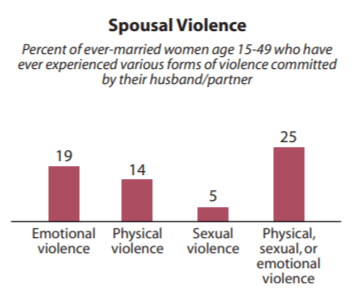 Spousal Violence
Percent of ever-married women age 15-49 who have
ever experienced various forms of violence committed
by their husband/partner
19
14
5
25
Emotional
violence
Physical
violence
Sexual
violence
Physical,
sexual, or
emotional
violence